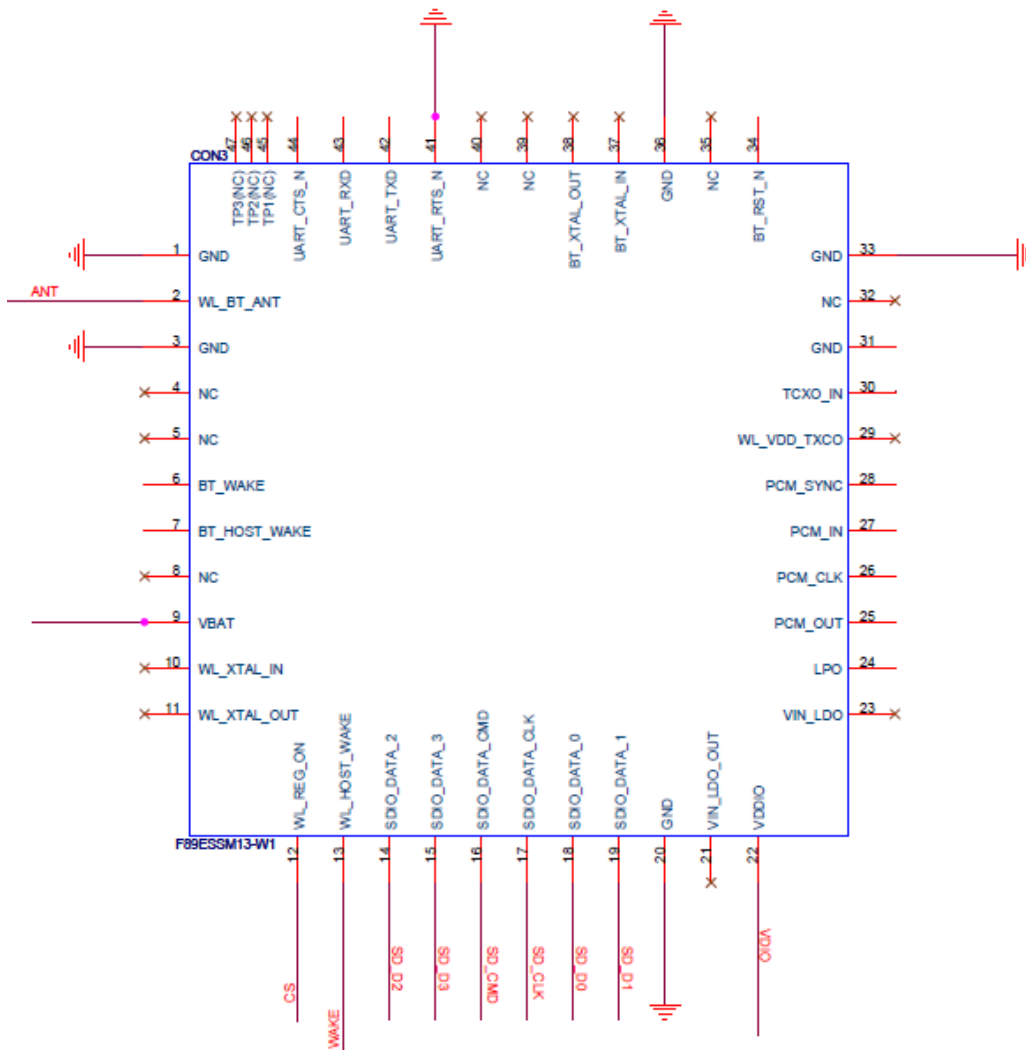 47 46 45 44 43 42 41 40 39 38 37 36 35 34
CON3
TP3(NC)
TP2(NC)
TP1(NC)
UART_CTS_N
UART_RXD
UART_TXD
UART_RTS_N
NC
NC
BT_XTAL_OUT
BT_XTAL_IN
GND
NC
BT_RST_N
1 GND
ANT 2 WL_BT_ANT
3 GND
4 NC
5 NC
6 BT_WAKE
7 BT_HOST_WAKE
8 NC
9 VBAT
10 WL_XTAL_IN
11 WL_XTAL_OUT
GND 33
NC 32
GND 31
TCXO_IN 30
WL_VDD_TXCO 29
PCM_SYNC 28
PCM_IN 27
PCM_CLK 26
PCM_OUT 25
LPO 24
VIN_LDO 23
WL_REG_ON
WL_HOST_WAKE
SDIO_DATA_2
SDIO_DATA_3
SDIO_DATA_CMD
SDIO_DATA_CLK
SDIO_DATA_0
SDIO_DATA_1
GND
VIN_LDO_OUT
VDDIO
F89ESSM13-W1
12 13 14 15 16 17 18 19 20 21 22
CS
WAKE
SD_D2
SD_D3
SD_CMD
SD_CLK
SD_D0
SD_D1
VDIO